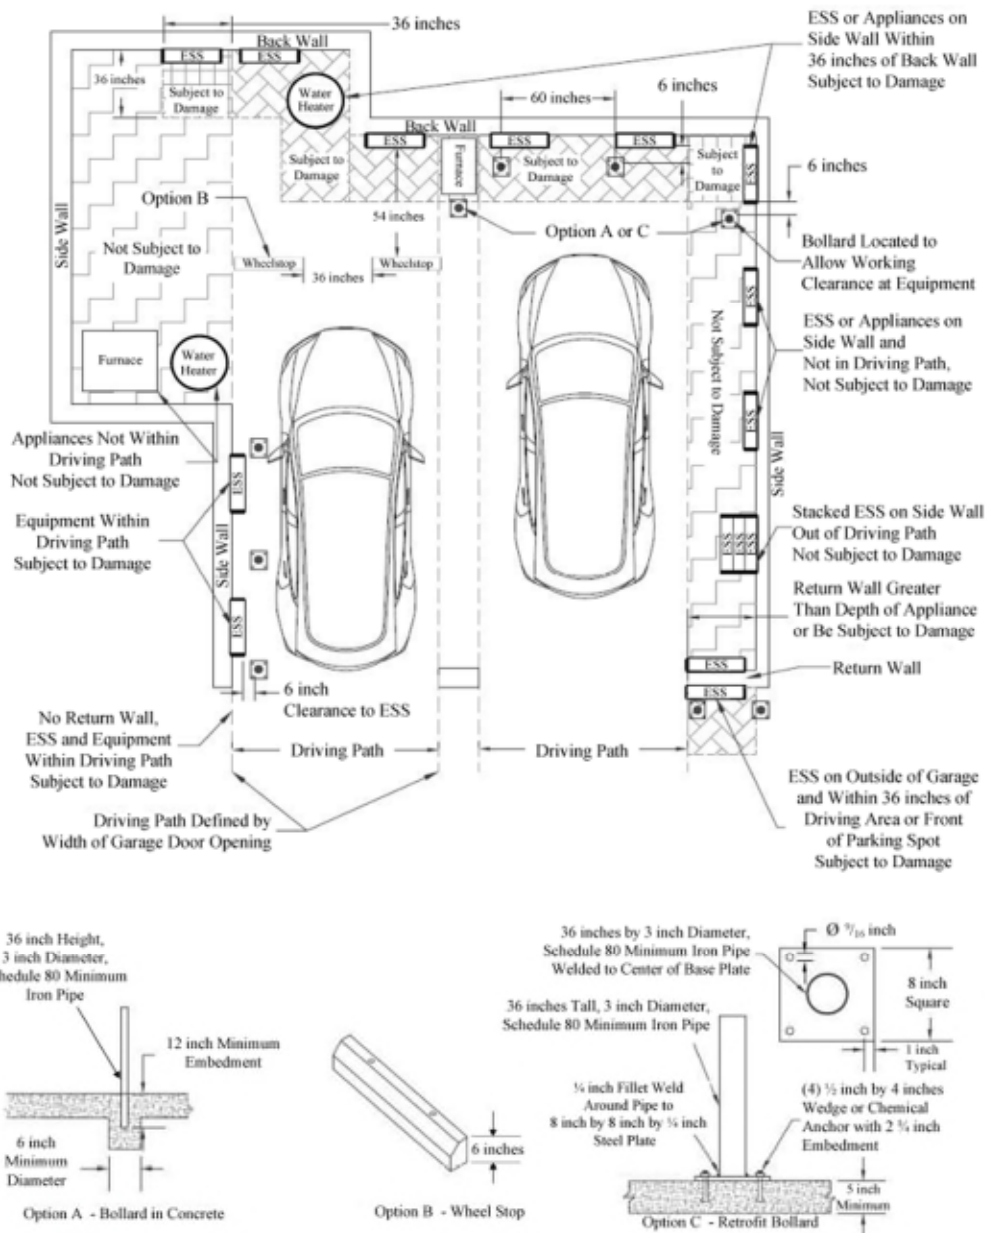 36 inches
ESS or Appliances on
Side Wall Within
36 inches of Back Wall
Subject to Damage
ESS
ESS
Back Wall
36 inches
Subject to
Damage
Water
Heater
60 inches
6 inches
Back Wall
ESS
ESS
ESS
ESS
Furnace
Subject to
Damage
Subject to
Damage
Subject
to
Damage
6 inches
Option B
54 inches
Option A or C
Side Wall
Not Subject to
Damage
Wheelstop
36 inches
Wheelstop
Bollard Located to
Allow Working
Clearance at Equipment
ESS
Not Subject to Damage
ESS or Appliances on
Side Wall and
Not in Driving Path,
Not Subject to Damage
Furnace
Water
Heater
ESS
Side Wall
Appliances Not Within
Driving Path
Not Subject to Damage
ESS
Equipment Within
Driving Path
Subject to Damage
Side Wall
ESS
ESS
ESS
ESS
Stacked ESS on Side Wall
Out of Driving Path
Not Subject to Damage
Return Wall Greater
Than Depth of Appliance
or Be Subject to Damage
ESS
Return Wall
ESS
6 inch
Clearance to ESS
No Return Wall,
ESS and Equipment
Within Driving Path
Subject to Damage
Driving Path
Driving Path
ESS on Outside of Garage
and Within 36 inches of
Driving Area or Front
of Parking Spot
Subject to Damage
Driving Path Defined by
Width of Garage Door Opening
36 inch Height,
3 inch Diameter,
chedule 80 Minimum
Iron Pipe
12 inch Minimum
Embedment
6 inch
Minimum
Diameter
Option A - Bollard in Concrete
6 inches
Option B - Wheel Stop
36 inches by 3 inch Diameter,
Schedule 80 Minimum Iron Pipe
Welded to Center of Base Plate
Ø 9/16 inch
8 inch
Square
1 inch
Typical
36 inches Tall, 3 inch Diameter,
Schedule 80 Minimum Iron Pipe
¼ inch Fillet Weld
Around Pipe to
8 inch by 8 inch by ¼ inch
Steel Plate
(4) ½ inch by 4 inches
Wedge or Chemical
Anchor with 2 ¾ inch
Embedment
5 inch
Minimum
Option C - Retrofit Bollard